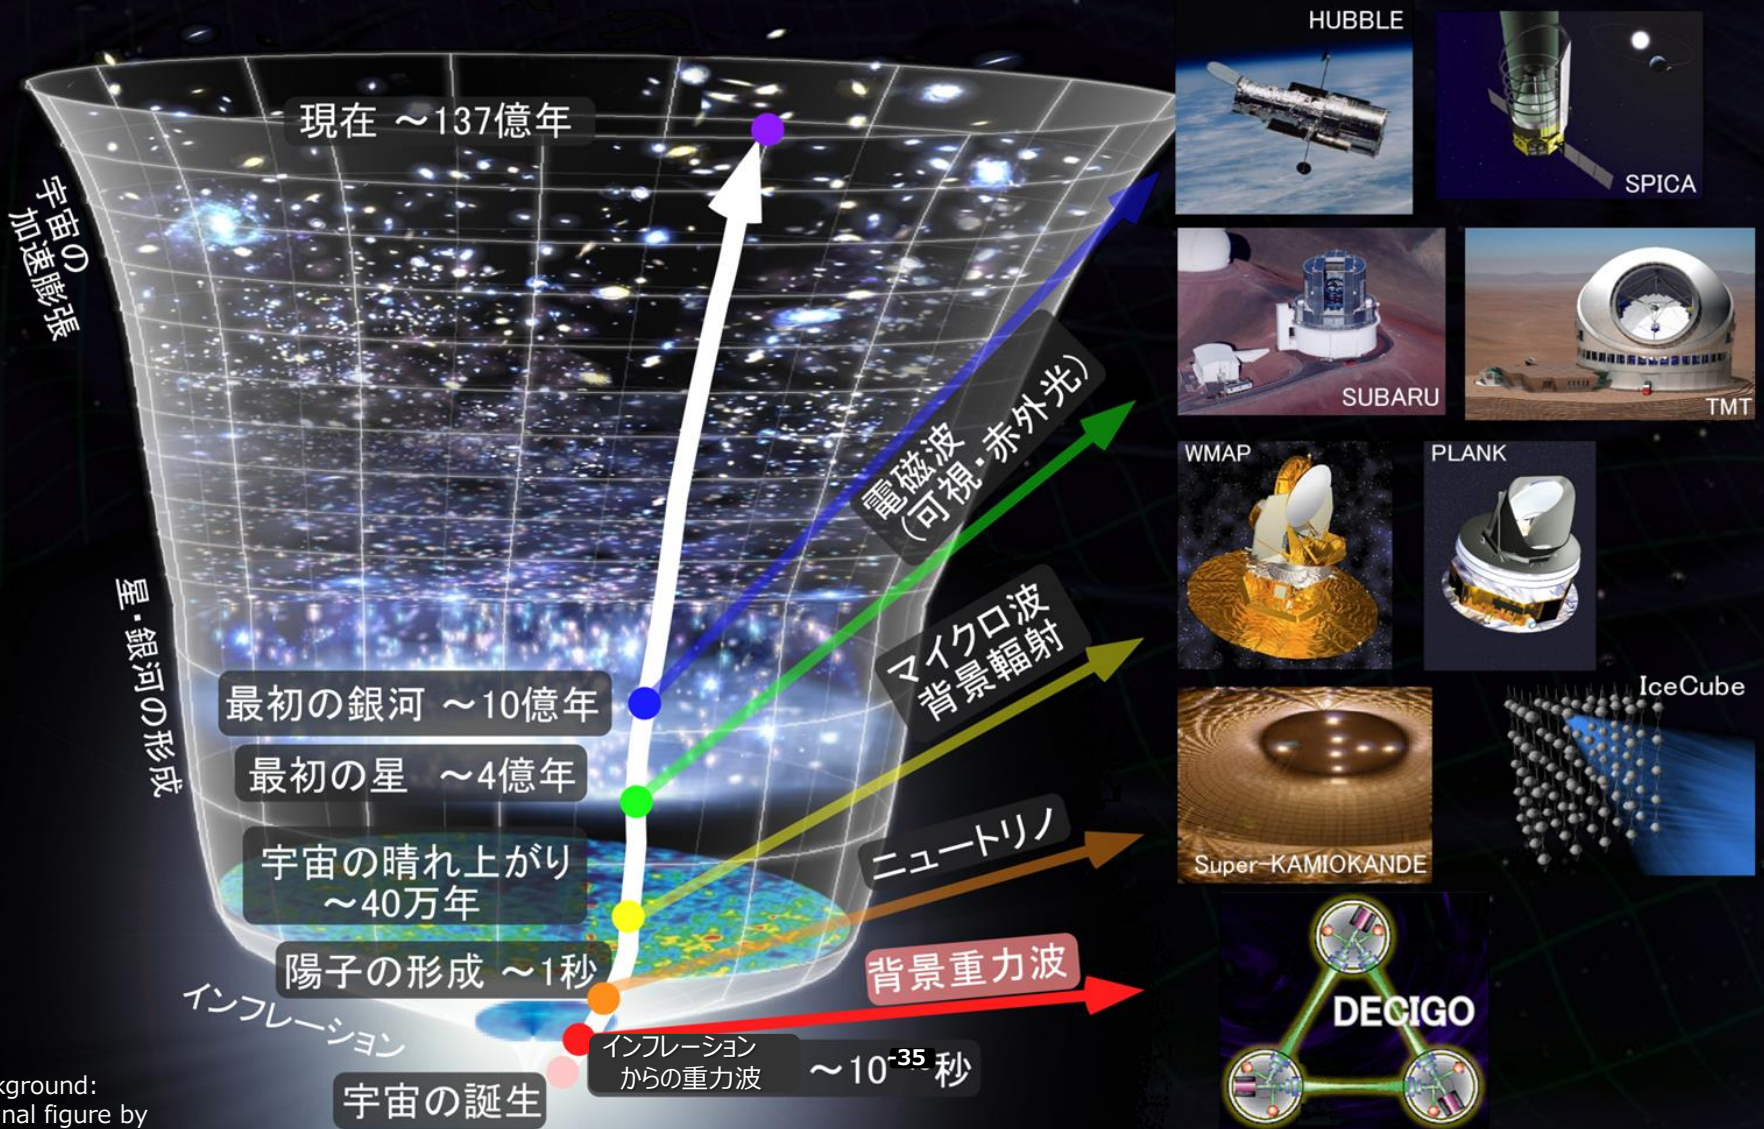 HUBBLE
SPICA
現在 ～137億年
宇宙の
加速膨張
SUBARU
TMT
電磁波
(可視・赤外光)
WMAP
PLANK
マイクロ波
背景輻射
星・銀河の形成
最初の銀河 ～10億年
IceCube
最初の星 ～4億年
宇宙の晴れ上がり
～40万年
ニュートリノ
Super-KAMIOKANDE
陽子の形成 ～1秒
背景重力波
インフレーション
DECIGO
インフレーション
からの重力波
～10-35秒
宇宙の誕生
kground:
nal figure by